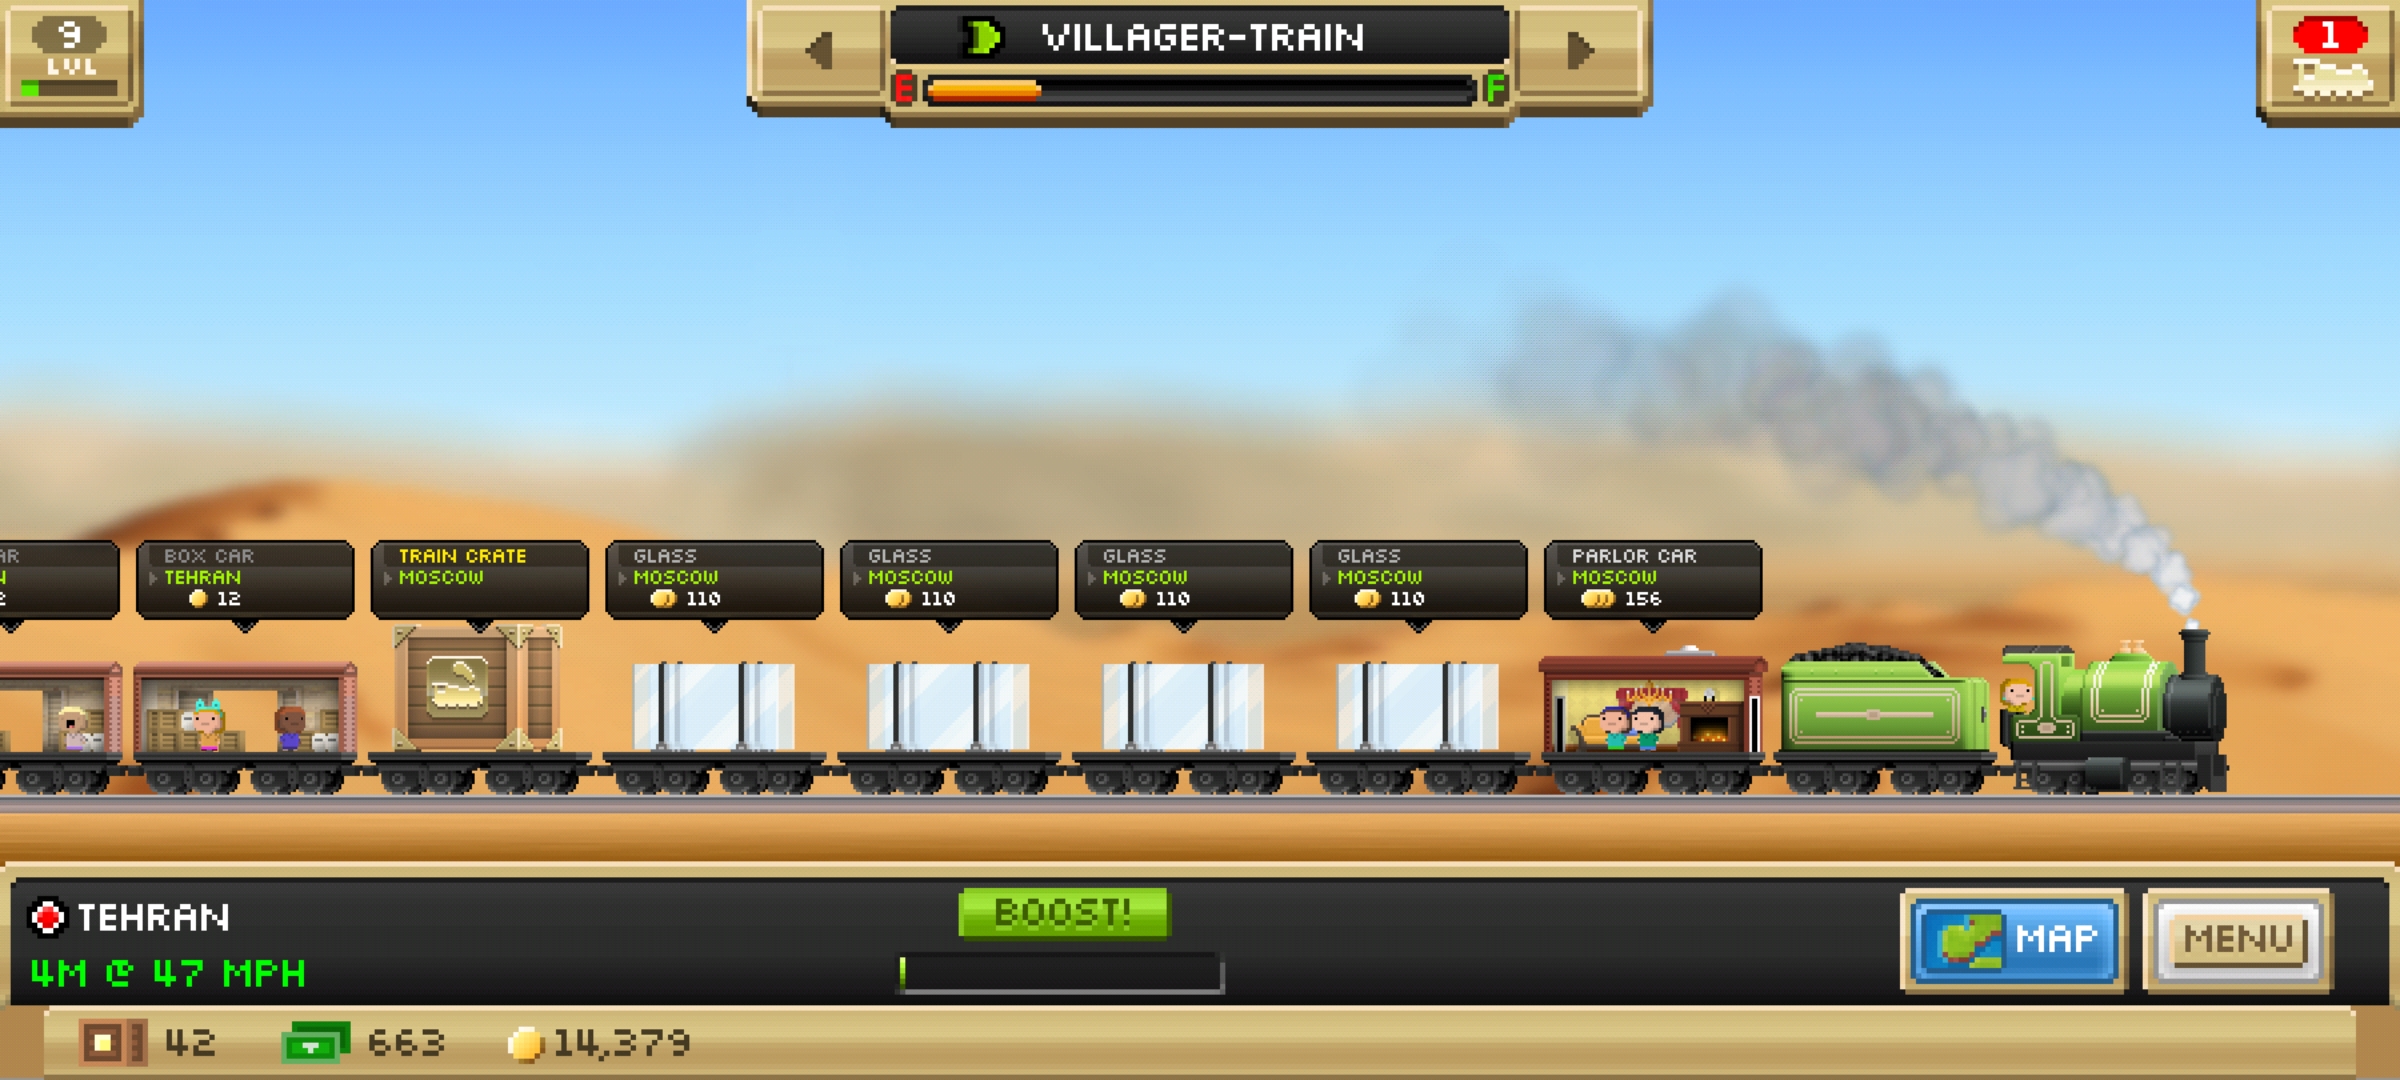 9
LVL
VILLAGER-TRAIN
E F
1
BOX CAR
TEHRAN
12
TRAIN CRATE
MOSCOW
GLASS
MOSCOW
110
GLASS
MOSCOW
110
GLASS
MOSCOW
110
GLASS
MOSCOW
110
PARLOR CAR
MOSCOW
156
TEHRAN
4M @ 47 MPH
BOOST!
MAP
MENU
42
663
14,379